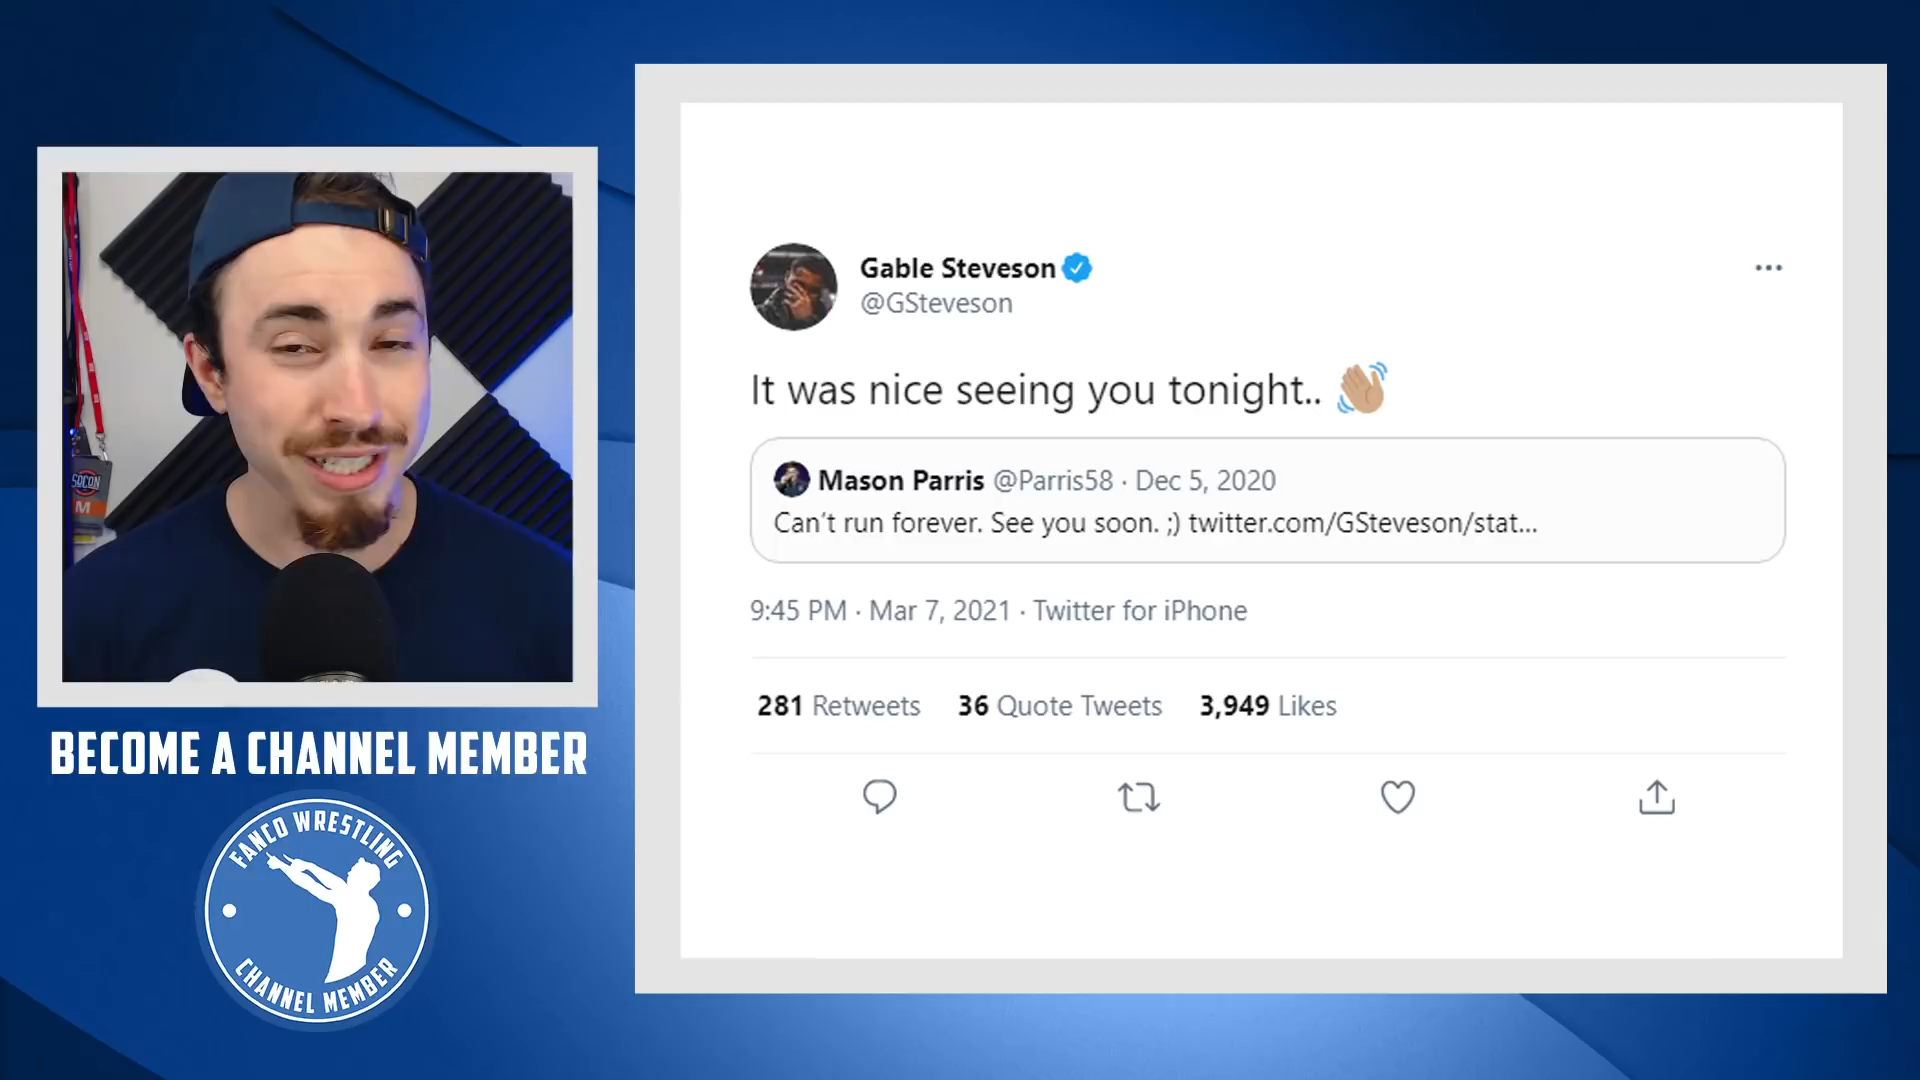 SOCON
M
BECOME A CHANNEL MEMBER
FANCO WRESTLING
CHANNEL MEMBER
Gable Steveson
@GSteveson
It was nice seeing you tonight.. 👋🏽
Mason Parris @Parris58 · Dec 5, 2020
Can't run forever. See you soon. ;) twitter.com/GSteveson/stat...
9:45 PM · Mar 7, 2021 · Twitter for iPhone
281 Retweets 36 Quote Tweets 3,949 Likes